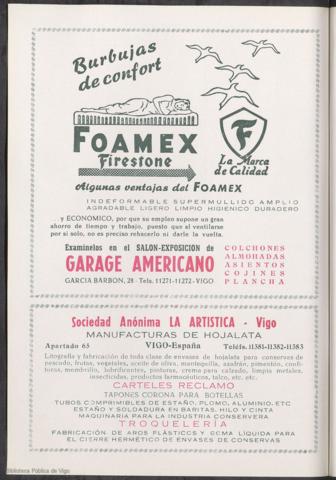 Burbujas
de confort
FOAMEX
Firestone
F
La Marca
de Calidad
Algunas ventajas del FOAMEX
INDEFORMABLE SUPERMULLIDO AMPLIO
AGRADABLE LIGERO LIMPIO HIGIENICO DURADERO
y ECONOMICO, por que su empleo supone un gran
ahorro de tiempo y trabajo, puesto que el ventilarse
por si solo, no es preciso rehacerlo ni darle la vuelta.
Examínelos en el SALON-EXPOSICION de
GARAGE AMERICANO
GARCIA BARBON, 28 - Tels. 11271-11272 - VIGO
COLCHONES
ALMOHADAS
ASIENTOS
COJINES
PLANCHA
Sociedad Anónima LA ARTISTICA - Vigo
MANUFACTURAS DE HOJALATA
Apartado 63 VIGO-España Teléfs. 11381-11382-11383
Litografía y fabricación de toda clase de envases de hojalata para conservas de
pescado, frutas, vegetales, aceite de oliva, mantequilla, azafrán, pimentón, confi-
turas, membrillo, lubrificantes, pinturas, crema para calzado, limpia metales,
insecticidas, productos farmacéuticos, talco, etc. etc.
CARTELES RECLAMO
TAPONES CORONA PARA BOTELLAS
TUBOS COMPRIMIBLES DE ESTAÑO, PLOMO, ALUMINIO, ETC
ESTAÑO Y SOLDADURA EN BARITAS, HILO Y CINTA
MAQUINARIA PARA LA INDUSTRIA CONSERVERA
TROQUELERÍA
FABRICACIÓN DE AROS PLÁSTICOS Y GOMA LÍQUIDA PARA
EL CIERRE HERMÉTICO DE ENVASES DE CONSERVAS
Biblioteca Pública de Vigo